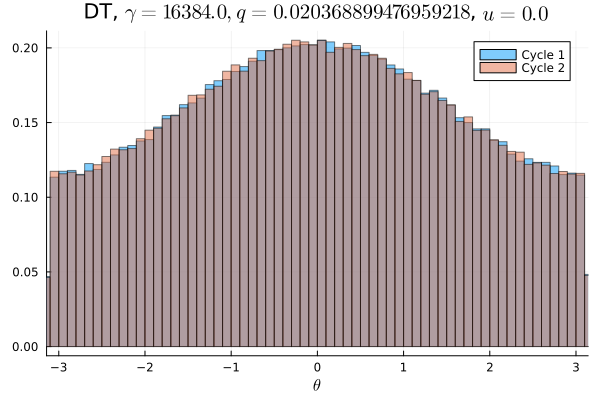 DT, γ = 16384.0, q = 0.020368899476959218, u = 0.0
0.20
Cycle 1
Cycle 2
0.15
0.10
0.05
0.00
−3 −2 −1 0 1 2 3
θ